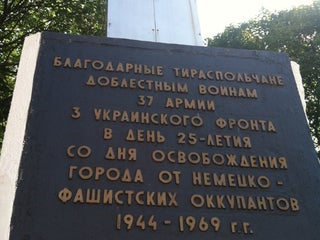 БЛАГОДАРНЫЕ ТИРАСПОЛЬЧАНЕ
ДОБЛЕСТНЫМ ВОИНАМ
37 АРМИИ
3 УКРАИНСКОГО ФРОНТА
В ДЕНЬ 25-ЛЕТИЯ
СО ДНЯ ОСВОБОЖДЕНИЯ
ГОРОДА ОТ НЕМЕЦКО-
ФАШИСТСКИХ ОККУПАНТОВ
1944-1969 г.г.